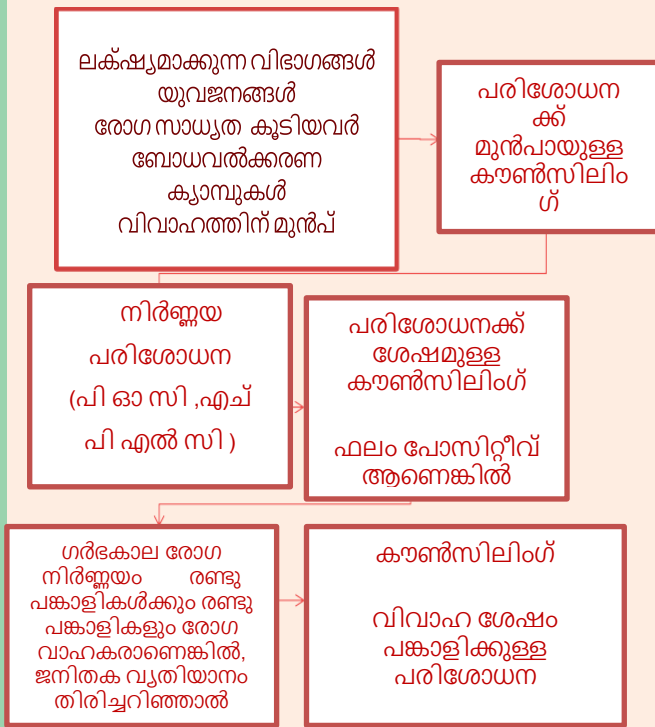 ലക്ഷ്യമാക്കുന്ന വിഭാഗങ്ങൾ
യുവജനങ്ങൾ
രോഗ സാധ്യത കൂടിയവർ
ബോധവൽക്കരണ
ക്യാമ്പുകൾ
വിവാഹത്തിന് മുൻപ്
പരിശോധന
ക്ക്
മുൻപായുള്ള
കൗൺസിലിം
ഗ്
നിർണ്ണയ
പരിശോധന
(പി ഓ സി ,എച്
പി എൽ സി )
പരിശോധനക്ക്
ശേഷമുള്ള
കൗൺസിലിംഗ്
ഫലം പോസിറ്റീവ്
ആണെങ്കിൽ
ഗർഭകാല രോഗ
നിർണ്ണയം രണ്ടു
പങ്കാളികൾക്കും രണ്ടു
പങ്കാളികളും രോഗ
വാഹകരാണെങ്കിൽ,
ജനിതക വ്യതിയാനം
തിരിച്ചറിഞ്ഞാൽ
കൗൺസിലിംഗ്
വിവാഹ ശേഷം
പങ്കാളിക്കുള്ള
പരിശോധന